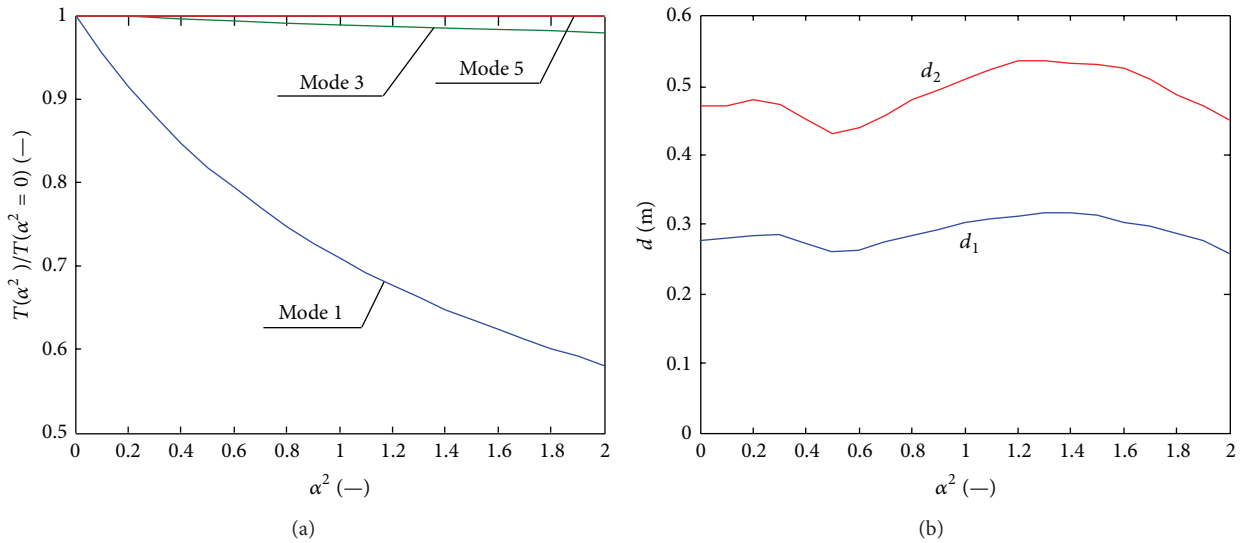 1
0.9
0.8
0.7
0.6
0.5
T(α²)/T(α² = 0) (—)
Mode 3
Mode 5
Mode 1
0 0.2 0.4 0.6 0.8 1 1.2 1.4 1.6 1.8 2
α² (—)
(a)
0.6
0.5
0.4
0.3
0.2
0.1
0
d (m)
d₂
d₁
0 0.2 0.4 0.6 0.8 1.0 1.2 1.4 1.6 1.8 2
α² (—)
(b)